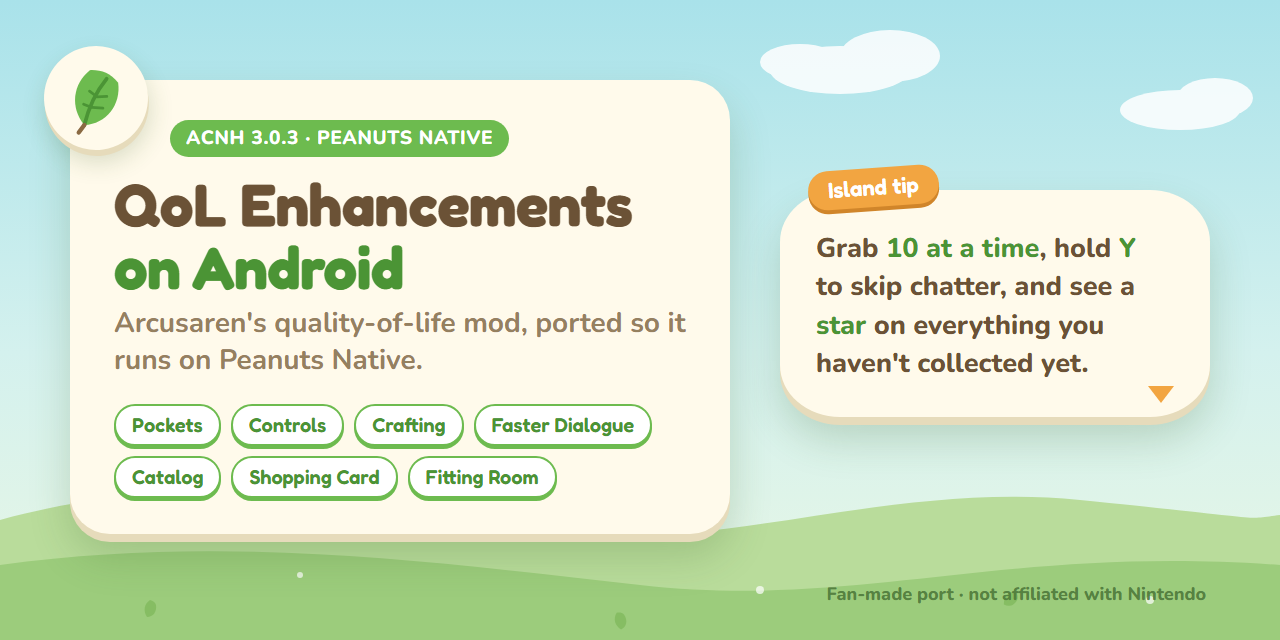 ACNH 3.0.3 · PEANUTS NATIVE
QoL Enhancements
on Android
Arcusaren's quality-of-life mod, ported so it
runs on Peanuts Native.
Pockets
Controls
Crafting
Faster Dialogue
Catalog
Shopping Card
Fitting Room
Island tip
Grab 10 at a time, hold Y
to skip chatter, and see a
star on everything you
haven't collected yet.
Fan-made port · not affiliated with Nintendo